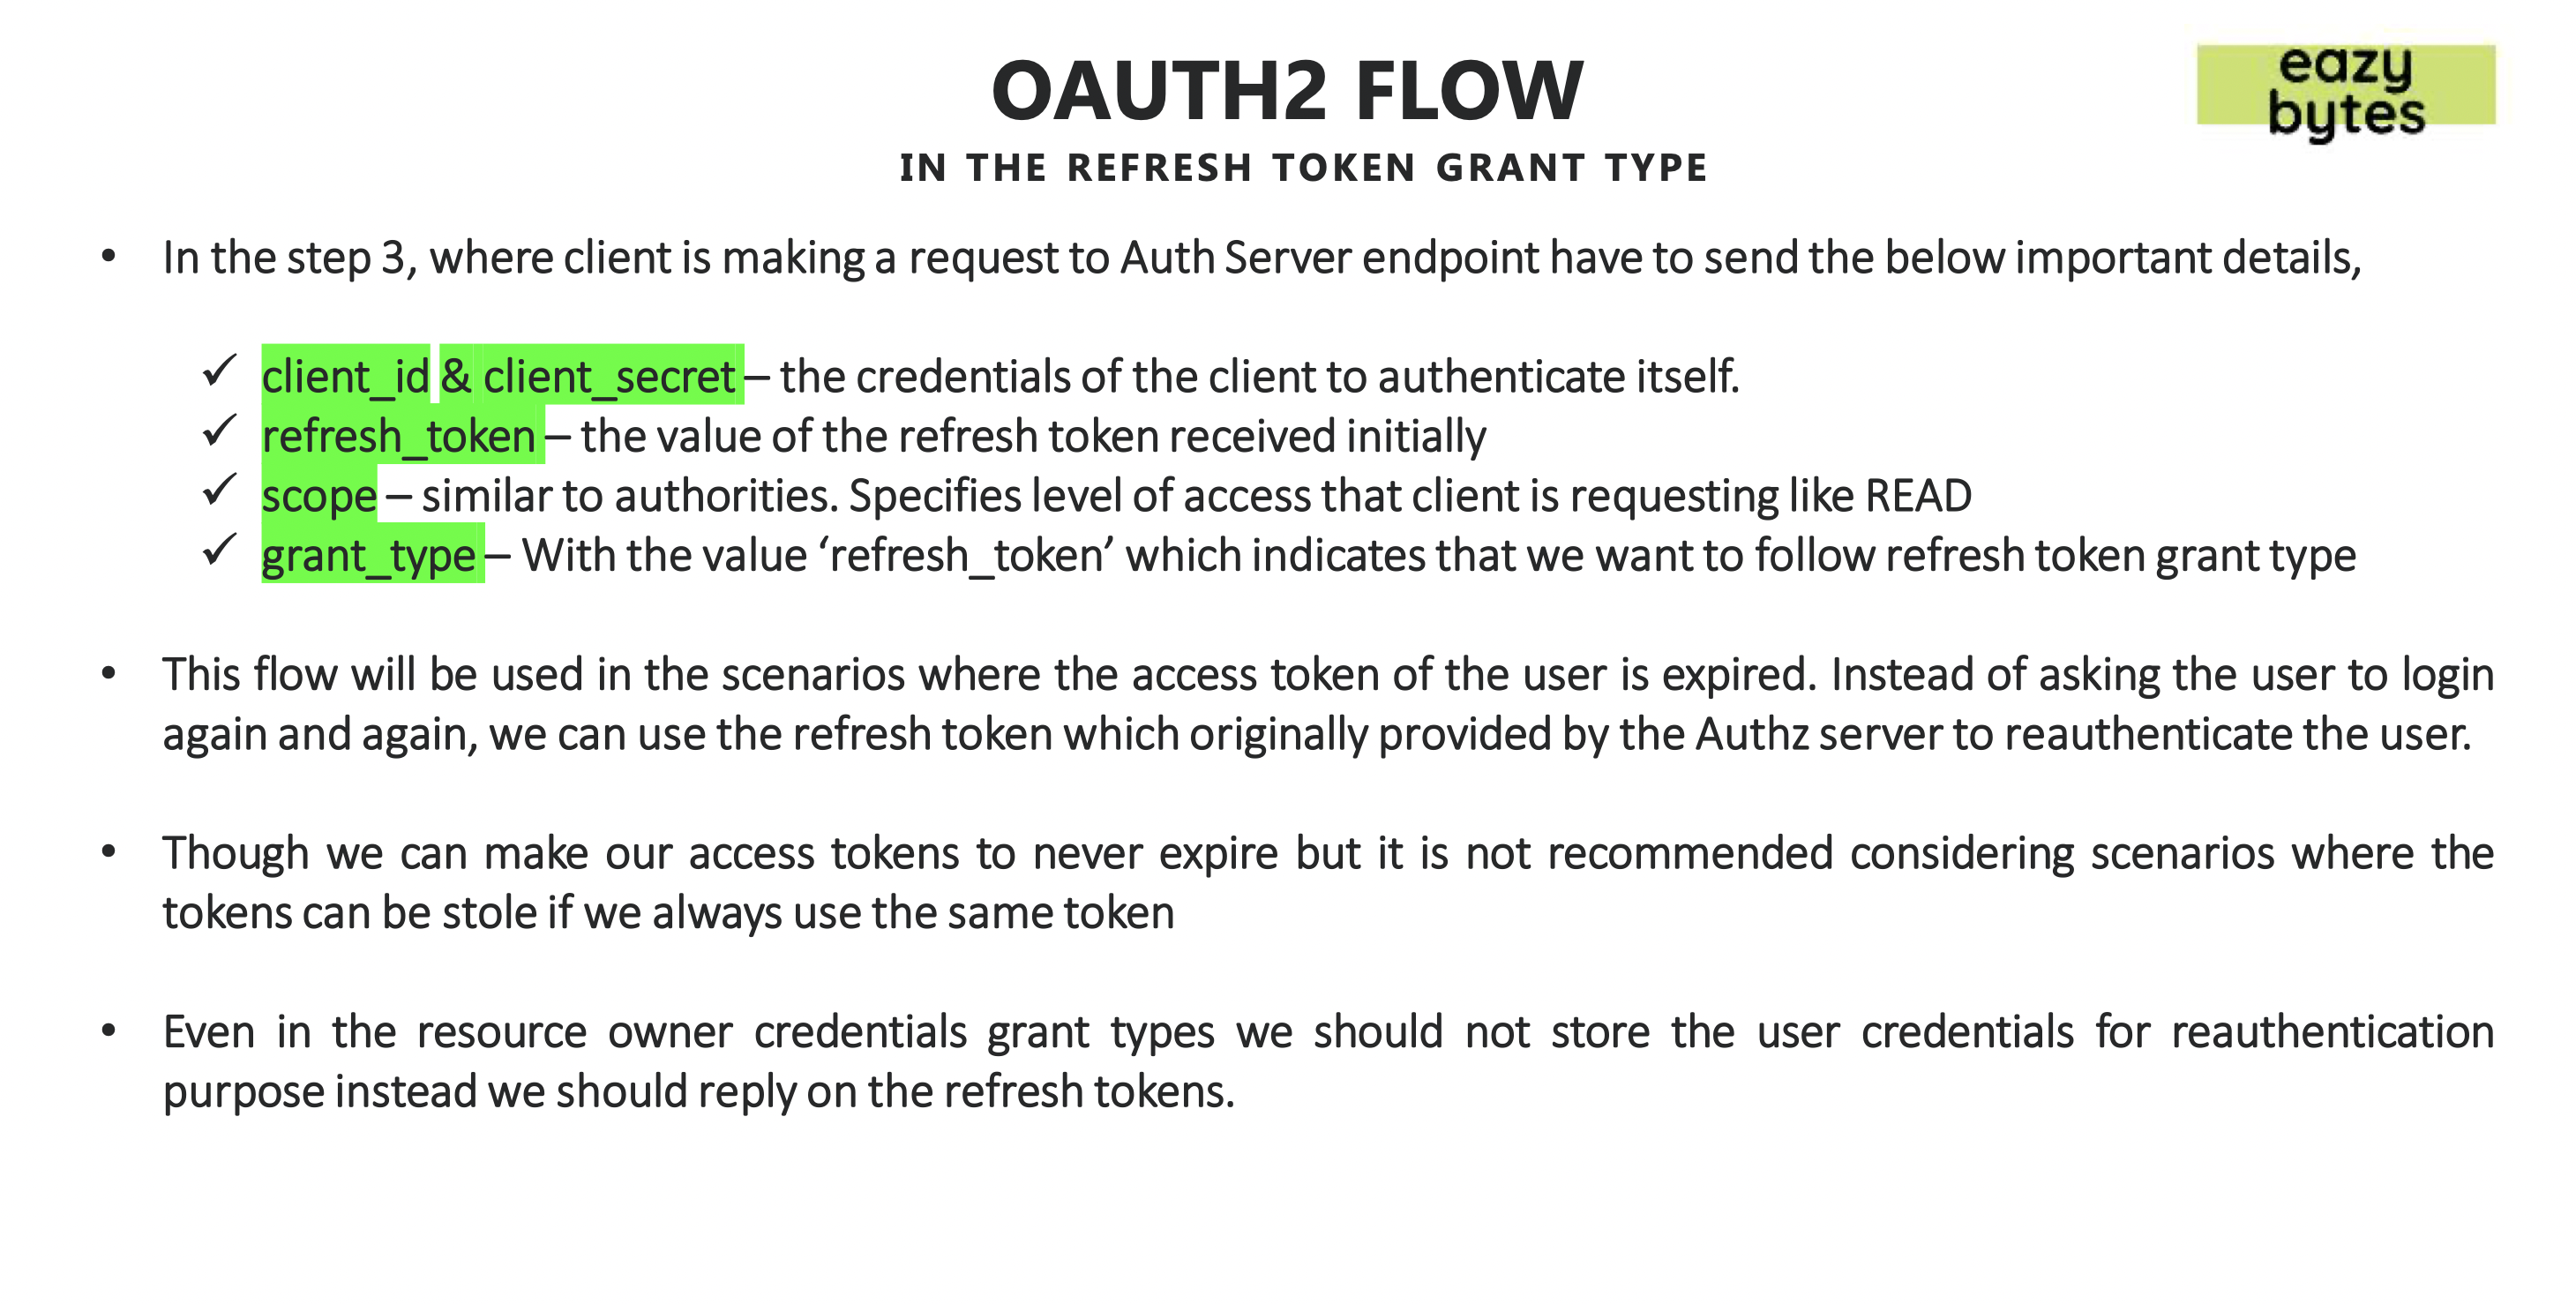 OAUTH2 FLOW
eazy
bytes
IN THE REFRESH TOKEN GRANT TYPE
• In the step 3, where client is making a request to Auth Server endpoint have to send the below important details,
✓ client_id & client_secret – the credentials of the client to authenticate itself.
✓ refresh_token – the value of the refresh token received initially
✓ scope – similar to authorities. Specifies level of access that client is requesting like READ
✓ grant_type – With the value ‘refresh_token’ which indicates that we want to follow refresh token grant type
• This flow will be used in the scenarios where the access token of the user is expired. Instead of asking the user to login
again and again, we can use the refresh token which originally provided by the Authz server to reauthenticate the user.
• Though we can make our access tokens to never expire but it is not recommended considering scenarios where the
tokens can be stole if we always use the same token
• Even in the resource owner credentials grant types we should not store the user credentials for reauthentication
purpose instead we should reply on the refresh tokens.